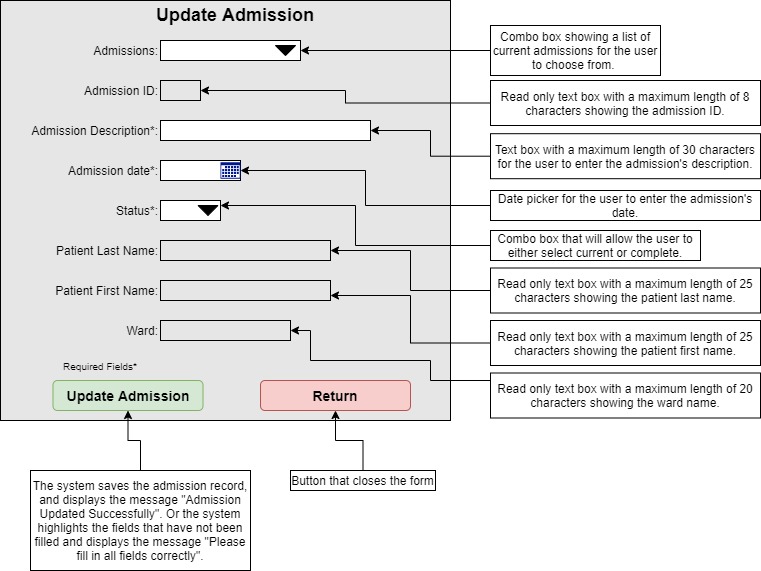 Update Admission
Admissions:
Combo box showing a list of
current admissions for the user
to choose from.
Admission ID:
Read only text box with a maximum length of 8
characters showing the admission ID.
Admission Description*:
Text box with a maximum length of 30 characters
for the user to enter the admission's description.
Admission date*:
Date picker for the user to enter the admission's
date.
Status*:
Combo box that will allow the user to
either select current or complete.
Patient Last Name:
Read only text box with a maximum length of 25
characters showing the patient last name.
Patient First Name:
Read only text box with a maximum length of 25
characters showing the patient first name.
Ward:
Read only text box with a maximum length of 20
characters showing the ward name.
Required Fields*
Update Admission
Return
The system saves the admission record,
and displays the message "Admission
Updated Successfully". Or the system
highlights the fields that have not been
filled and displays the message "Please
fill in all fields correctly".
Button that closes the form